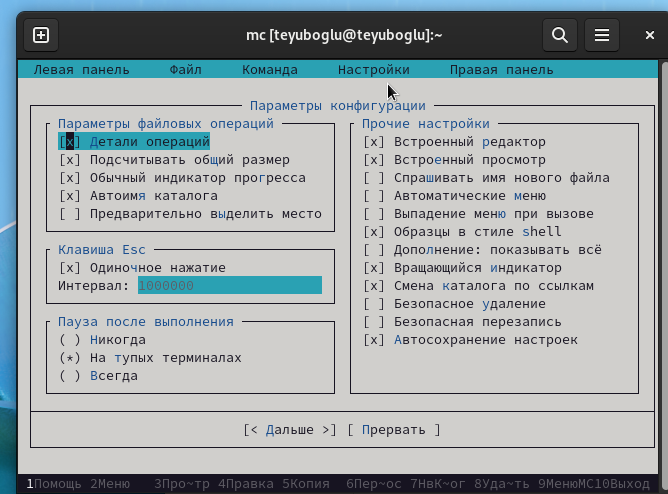 mc [teyuboglu@teyuboglu]:~
Левая панель Файл Команда Настройки Правая панель
Параметры конфигурации
Параметры файловых операций
[x] Детали операций
[x] Подсчитывать общий размер
[x] Обычный индикатор прогресса
[x] Автоимя каталога
[ ] Предварительно выделить место
Клавиша Esc
[x] Одиночное нажатие
Интервал: 1000000
Пауза после выполнения
( ) Никогда
(*) На тупых терминалах
( ) Всегда
Прочие настройки
[x] Встроенный редактор
[x] Встроенный просмотр
[ ] Спрашивать имя нового файла
[ ] Автоматические меню
[ ] Выпадение меню при вызове
[x] Образцы в стиле shell
[ ] Дополнение: показывать всё
[x] Вращающийся индикатор
[x] Смена каталога по ссылкам
[ ] Безопасное удаление
[ ] Безопасная перезапись
[x] Автосохранение настроек
[< Дальше >] [ Прервать ]
1Помощь 2Меню 3Про~тр 4Правка 5Копия 6Пер~ос 7НвК~ог 8Уда~ть 9МенюMC10Выход